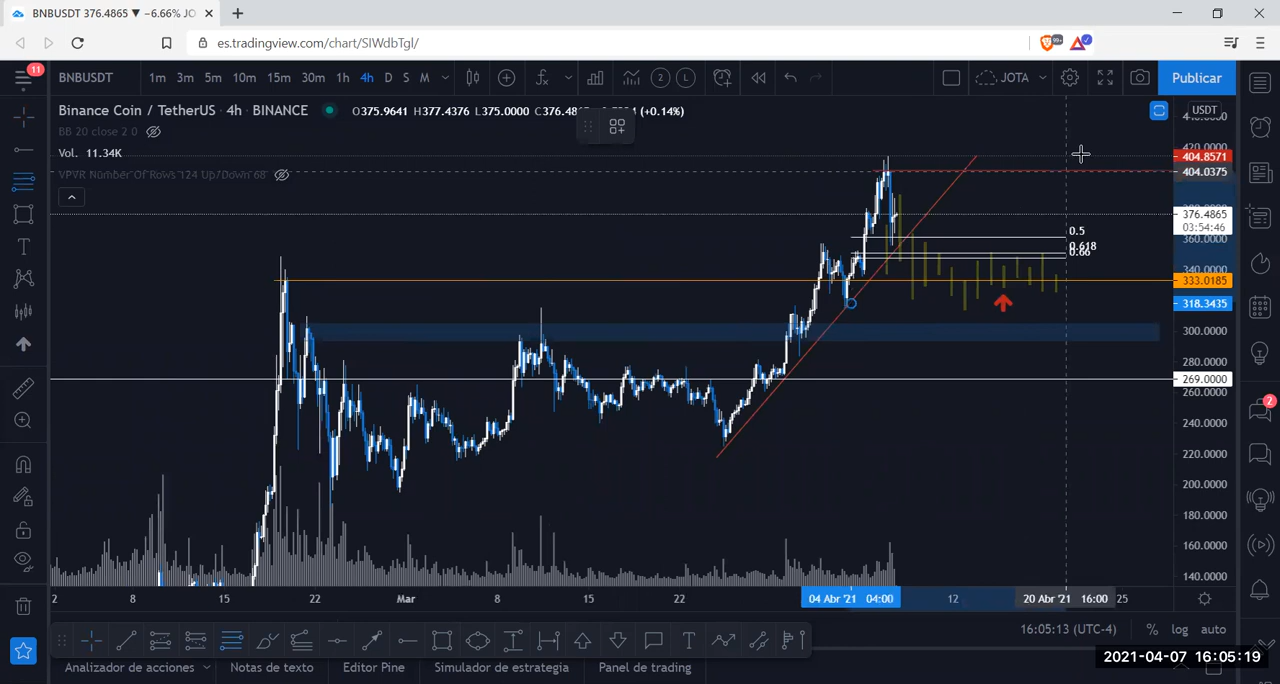 BNBUSDT 376.4865 ▼ −6.66% JO
es.tradingview.com/chart/SIWdbTgl/
99+
11
BNBUSDT 1m 3m 5m 10m 15m 30m 1h 4h D S M 2 L JOTA Publicar
Binance Coin / TetherUS · 4h · BINANCE O375.9641 H377.4376 L375.0000 (+0.14%)
USDT
BB 20 close 2 0
Vol. 11.34K
VPVR Number Of Rows 124 Up/Down 68
420.0000
404.8571
404.0375
376.4865
03:54:46
360.0000
340.0000
333.0185
318.3435
300.0000
280.0000
269.0000
260.0000
240.0000
220.0000
200.0000
180.0000
160.0000
140.0000
0.5
0.618
0.66
2
2 8 15 22 Mar 8 15 22 04 Abr '21 04:00 12 20 Abr '21 16:00 25
16:05:13 (UTC-4) % log auto
Analizador de acciones Notas de texto Editor Pine Simulador de estrategia Panel de trading
2021-04-07 16:05:19